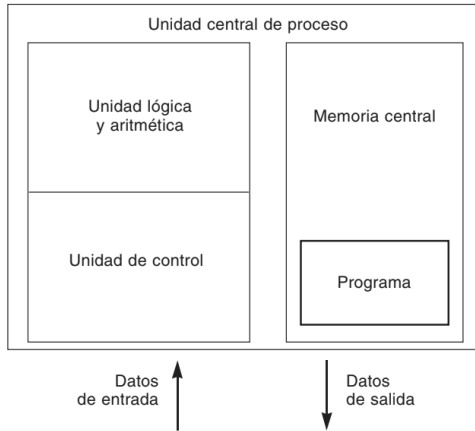 Unidad central de proceso
Unidad lógica
y aritmética
Memoria central
Unidad de control
Programa
Datos
de entrada
Datos
de salida